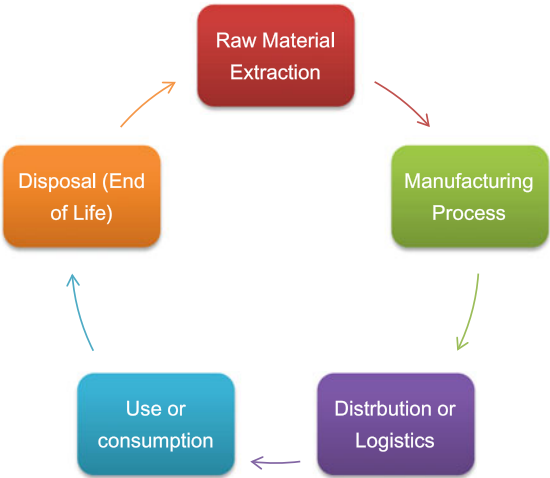 Raw Material
Extraction
Manufacturing
Process
Distrbution or
Logistics
Use or
consumption
Disposal (End
of Life)